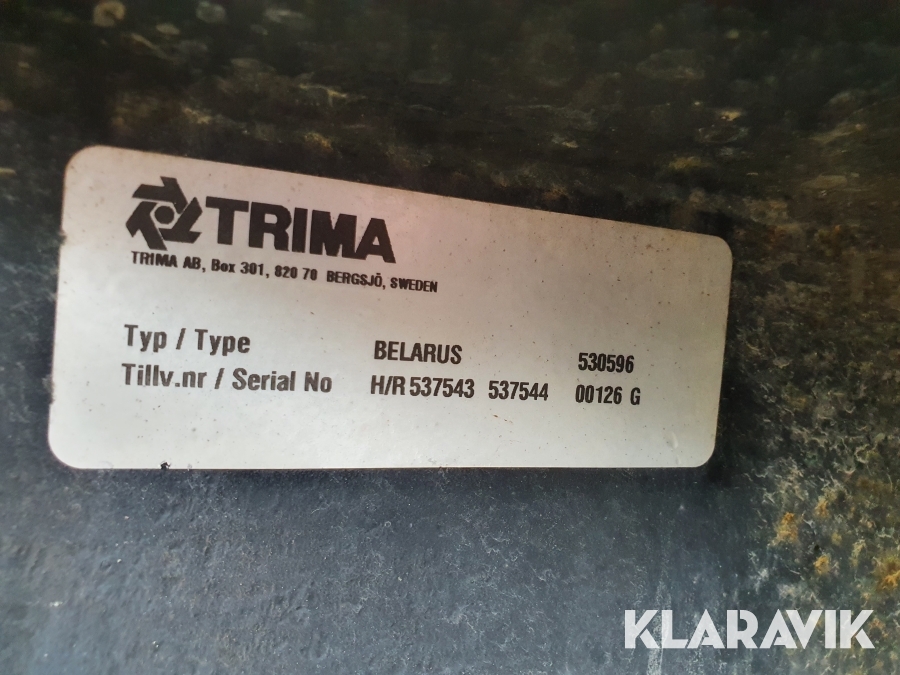 TRIMA
TRIMA AB, Box 301, 820 70 BERGSJÖ, SWEDEN
Typ / Type BELARUS 530596
Tillv.nr / Serial No H/R 537543 537544 00126 G
KLARAVIK